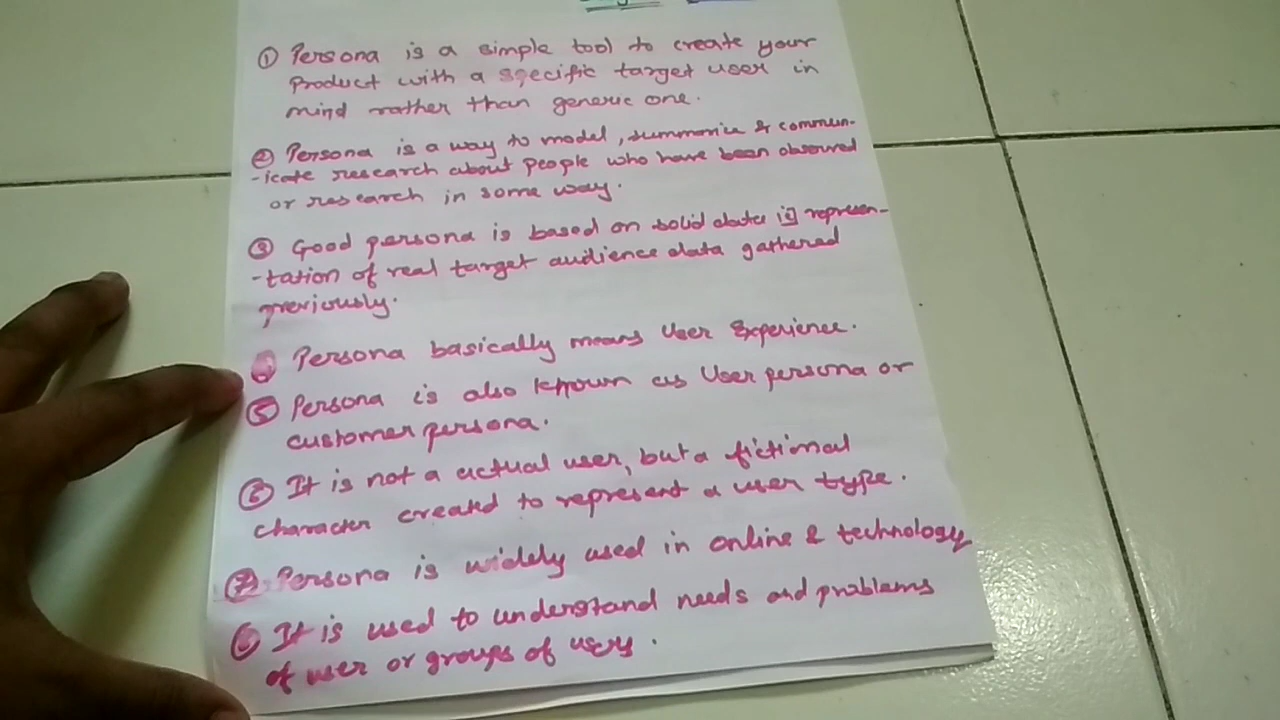 ① Persona is a simple tool to create your
Product with a specific target user in
mind rather than generic one.
② Persona is a way to model, summarice & commun-
-icate research about people who have been observed
or research in some way.
③ Good persona is based on solid data ie represen-
-tation of real target audience data gathered
previously.
Persona basically means User Experience.
⑤ Persona is also known as User persona or
customer persona.
⑥ It is not a actual user, but a fictional
character created to represent a user type.
⑦ Persona is widely used in online & technology
It is used to understand needs and problems
of user or groups of users.